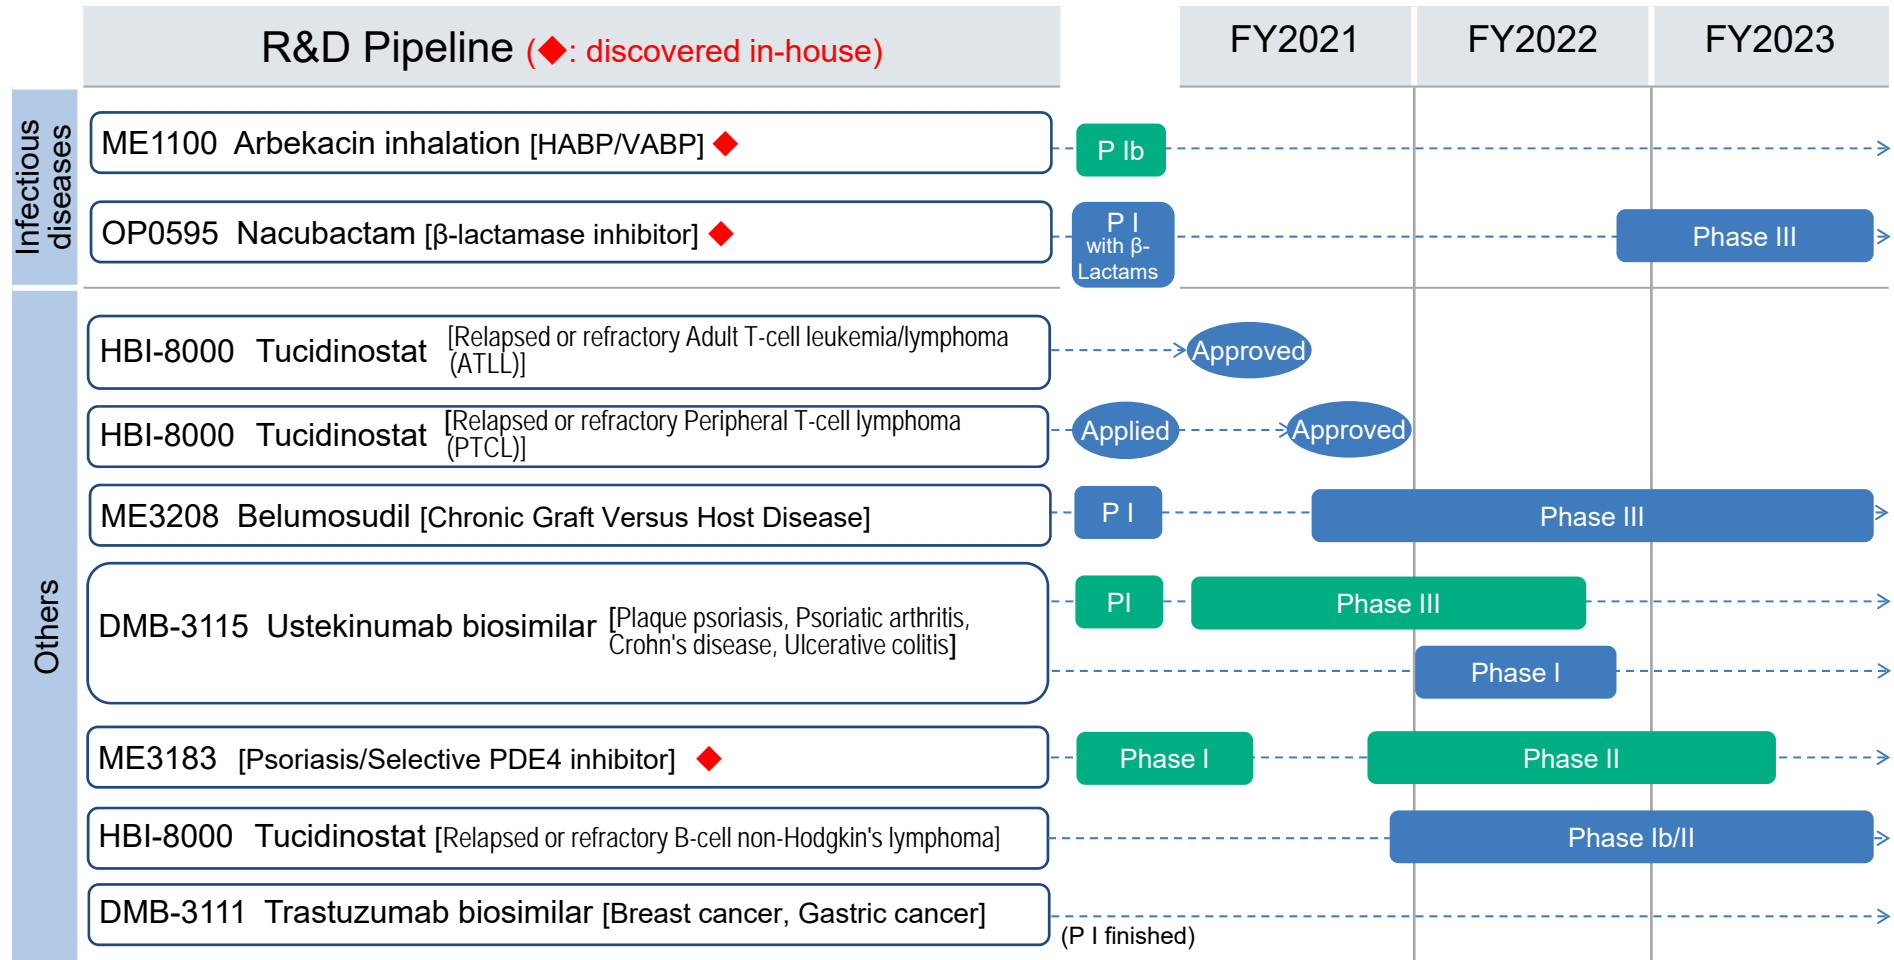 R&D Pipeline (◆: discovered in-house)
FY2021
FY2022
FY2023
Infectious
diseases
ME1100 Arbekacin inhalation [HABP/VABP] ◆
P Ib
OP0595 Nacubactam [β-lactamase inhibitor] ◆
P I
with β-
Lactams
Phase III
Others
HBI-8000 Tucidinostat [Relapsed or refractory Adult T-cell leukemia/lymphoma
(ATLL)]
Approved
HBI-8000 Tucidinostat [Relapsed or refractory Peripheral T-cell lymphoma
(PTCL)]
Applied
Approved
ME3208 Belumosudil [Chronic Graft Versus Host Disease]
P I
Phase III
DMB-3115 Ustekinumab biosimilar [Plaque psoriasis, Psoriatic arthritis,
Crohn's disease, Ulcerative colitis]
PI
Phase III
Phase I
ME3183 [Psoriasis/Selective PDE4 inhibitor] ◆
Phase I
Phase II
HBI-8000 Tucidinostat [Relapsed or refractory B-cell non-Hodgkin's lymphoma]
Phase Ib/II
DMB-3111 Trastuzumab biosimilar [Breast cancer, Gastric cancer]
(P I finished)